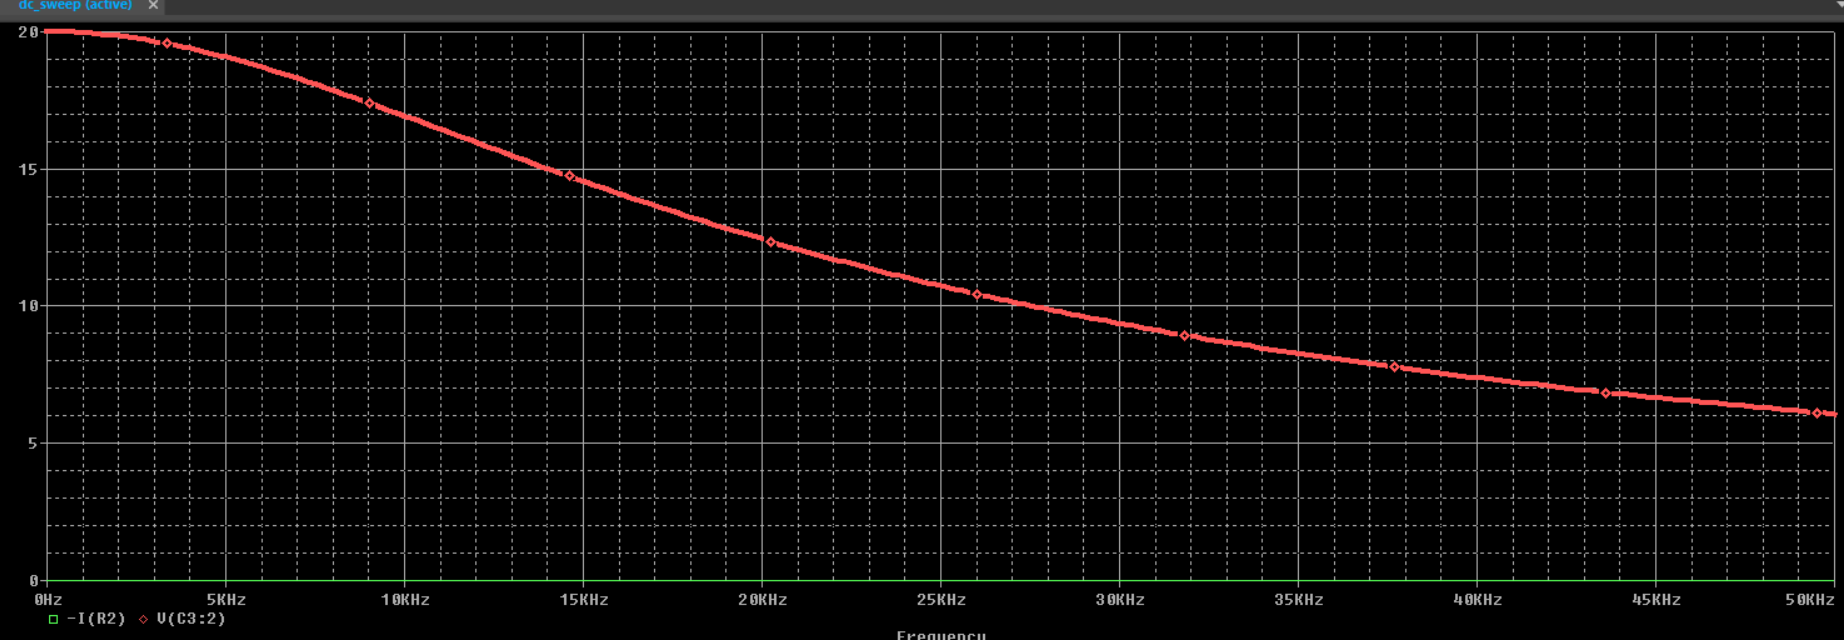 dc_sweep (active)
20
15
10
5
0
0Hz 5KHz 10KHz 15KHz 20KHz 25KHz 30KHz 35KHz 40KHz 45KHz 50KHz
-I(R2) V(C3:2)
Frequency